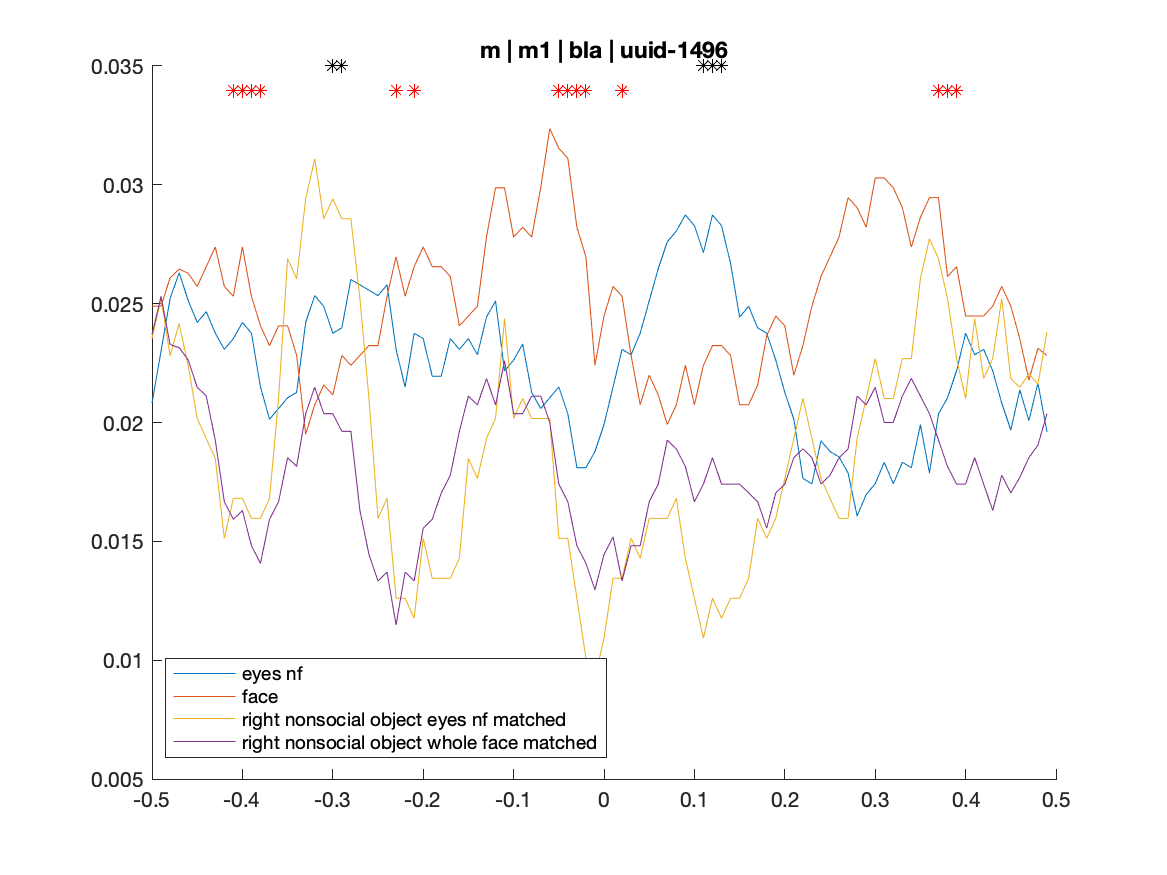 m | m1 | bla | uuid-1496
0.035
0.03
0.025
0.02
0.015
0.01
0.005
eyes nf
face
right nonsocial object eyes nf matched
right nonsocial object whole face matched
-0.5 -0.4 -0.3 -0.2 -0.1 0 0.1 0.2 0.3 0.4 0.5